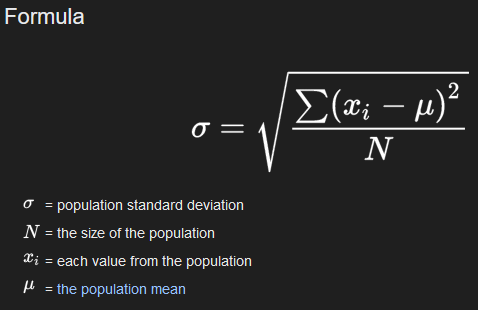 Formula
σ = √(∑(xᵢ − μ)² / N)
σ = population standard deviation
N = the size of the population
xᵢ = each value from the population
μ = the population mean